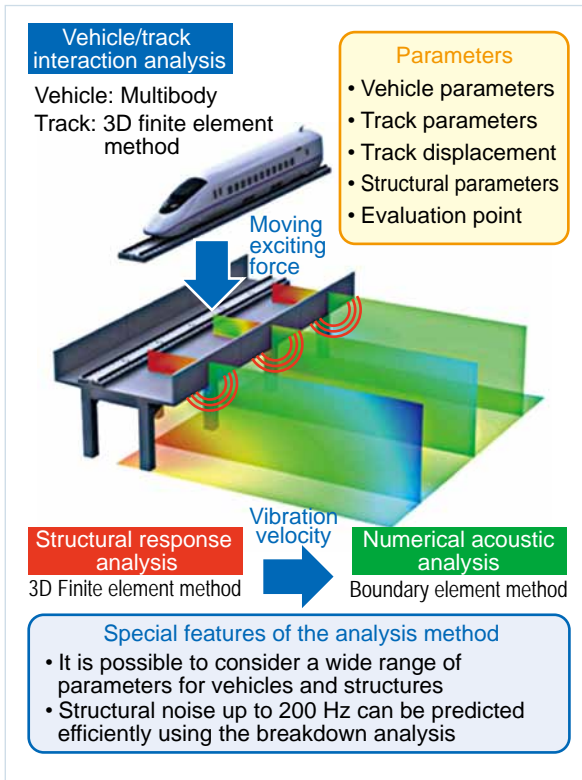 Vehicle/track
interaction analysis
Vehicle: Multibody
Track: 3D finite element
method
Parameters
• Vehicle parameters
• Track parameters
• Track displacement
• Structural parameters
• Evaluation point
Moving
exciting
force
Structural response
analysis
3D Finite element method
Vibration
velocity
Numerical acoustic
analysis
Boundary element method
Special features of the analysis method
• It is possible to consider a wide range of
parameters for vehicles and structures
• Structural noise up to 200 Hz can be predicted
efficiently using the breakdown analysis